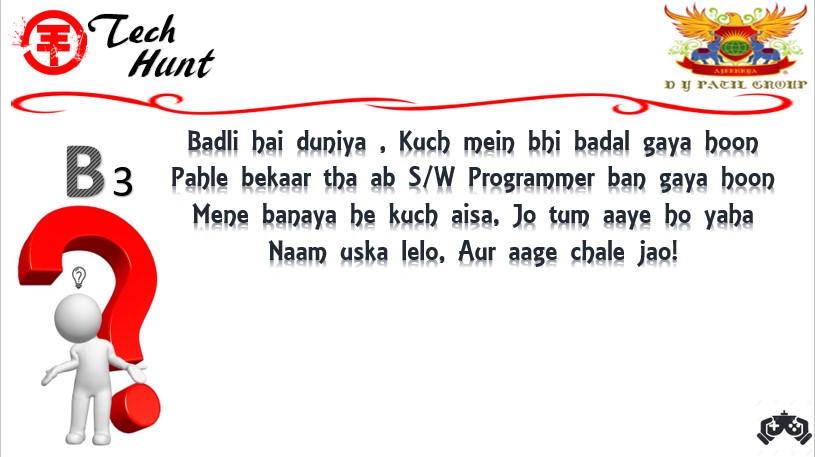 Tech
Hunt
AJEENKYA
D Y PATIL GROUP
B3
Badli hai duniya , Kuch mein bhi badal gaya hoon
Pahle bekaar tha ab S/W Programmer ban gaya hoon
Mene banaya he kuch aisa, Jo tum aaye ho yaha
Naam uska lelo, Aur aage chale jao!